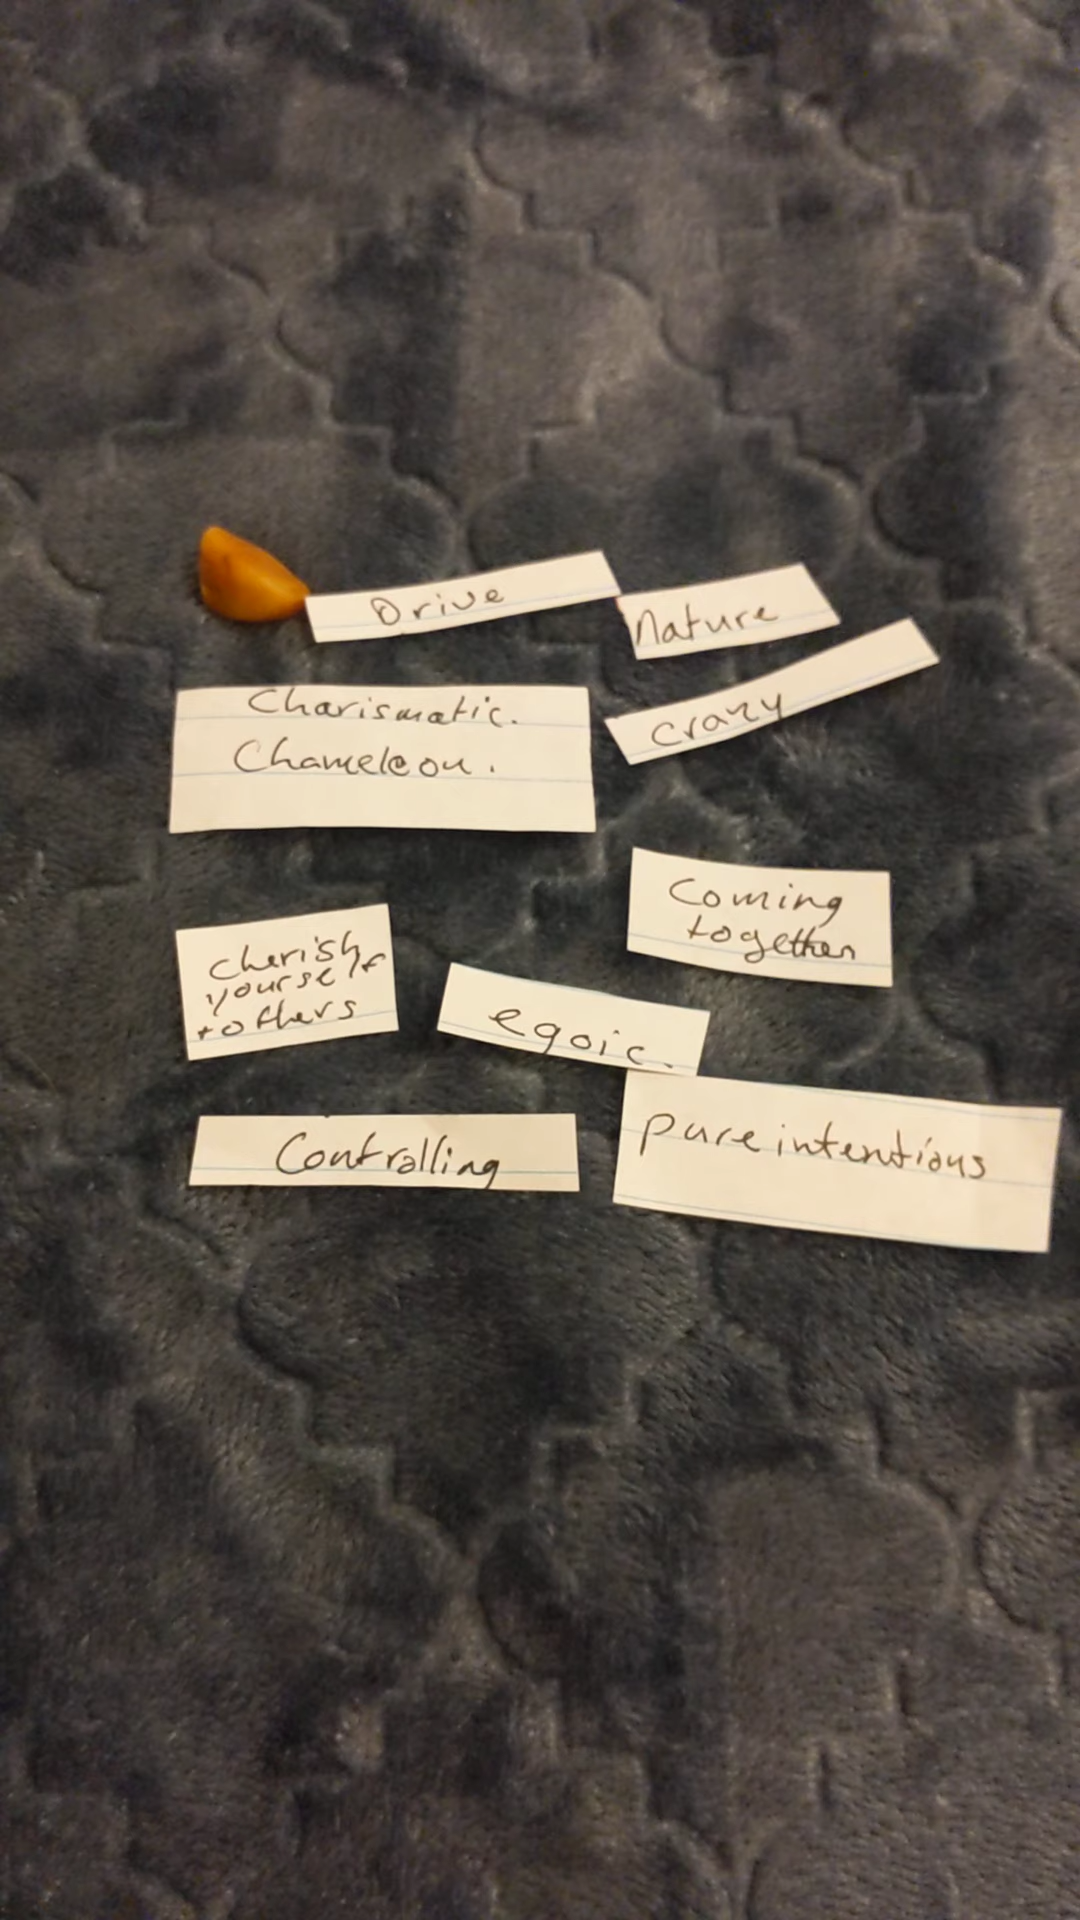 Drive
Nature
Charismatic.
Chameleon.
crazy
Coming
together
cherish
yourself
+ others
egoic.
Controlling
pure intentions